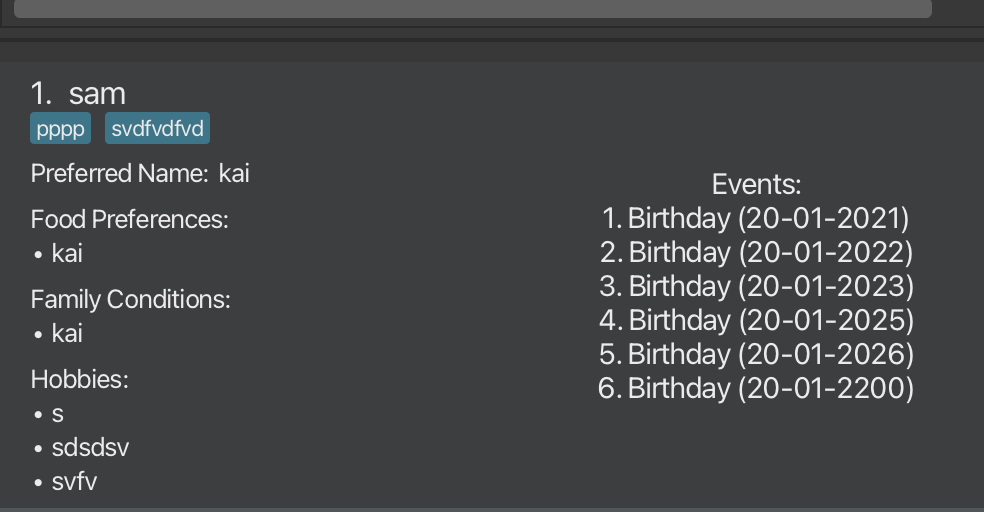 1. sam
pppp svdfvdfvd
Preferred Name: kai
Food Preferences:
• kai
Family Conditions:
• kai
Hobbies:
• s
• sdsdsv
• svfv
Events:
1. Birthday (20-01-2021)
2. Birthday (20-01-2022)
3. Birthday (20-01-2023)
4. Birthday (20-01-2025)
5. Birthday (20-01-2026)
6. Birthday (20-01-2200)